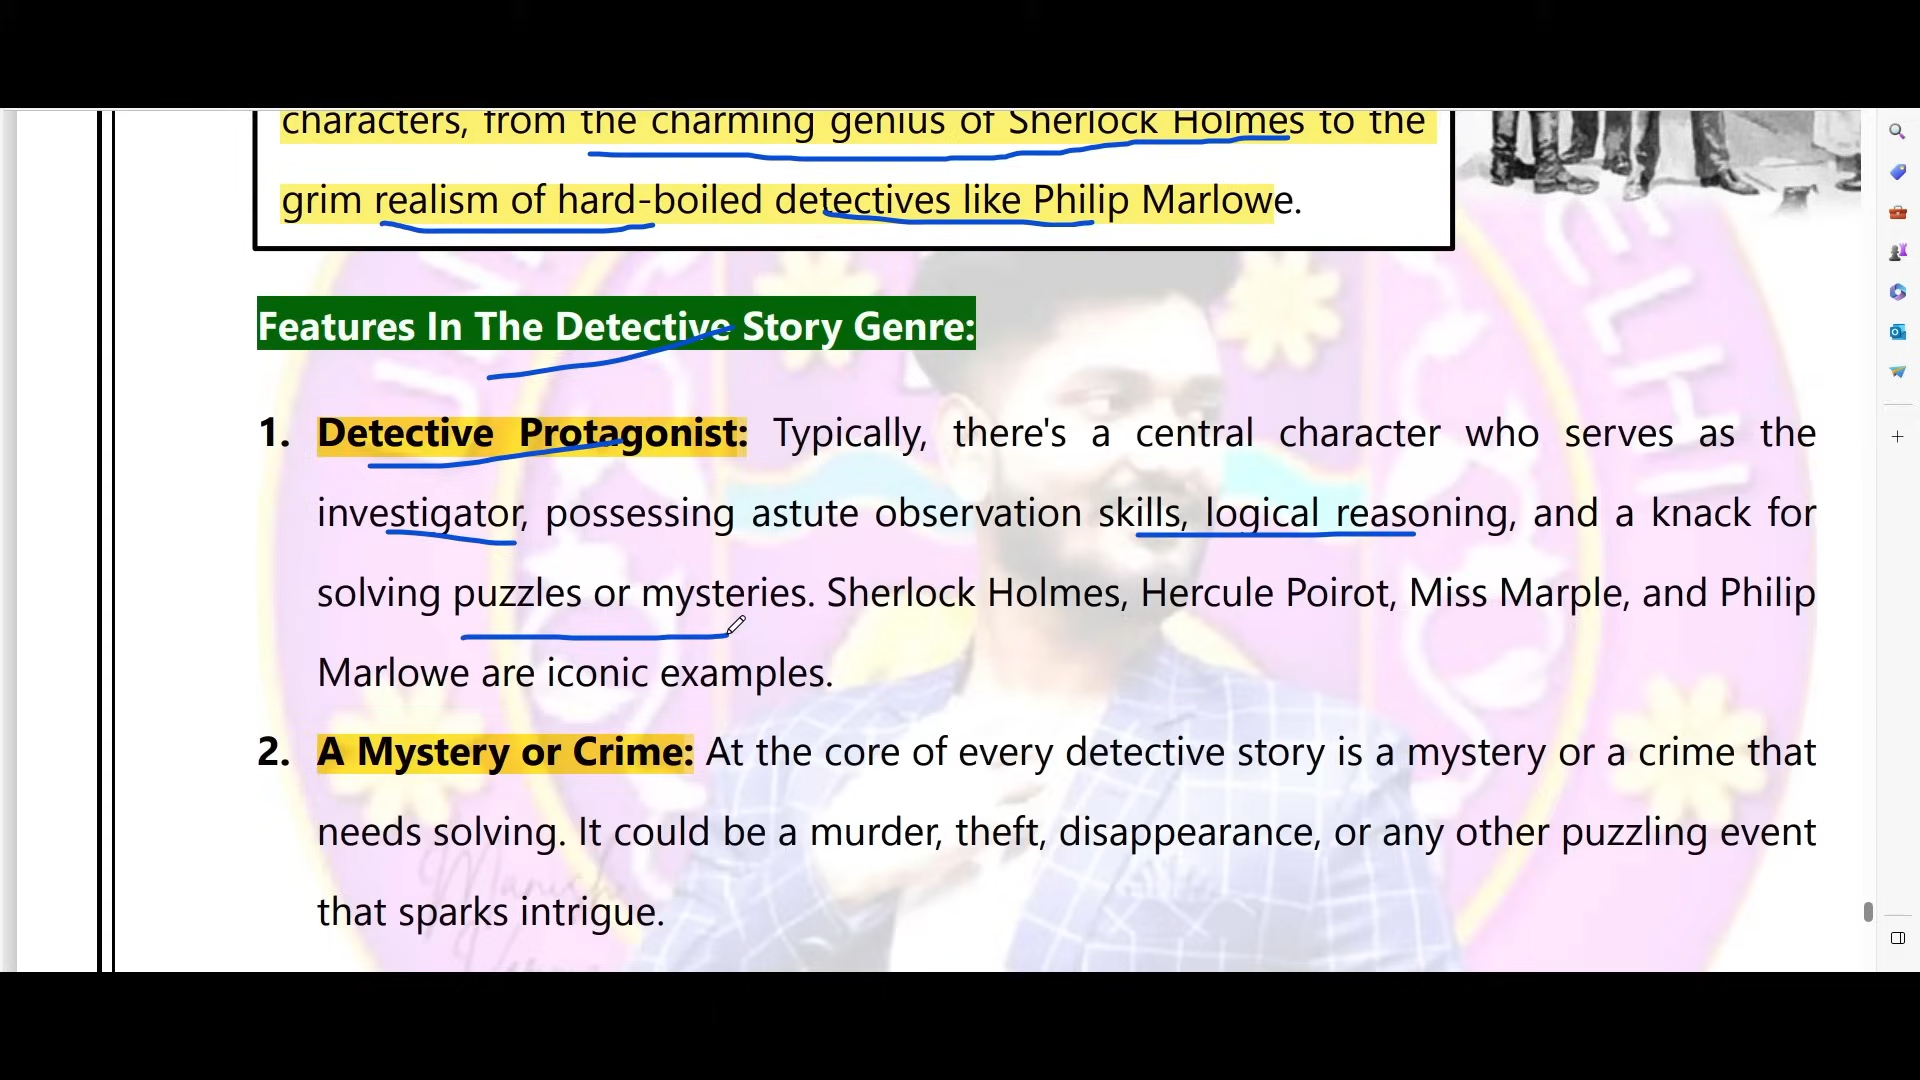 characters, from the charming genius of Sherlock Holmes to the
grim realism of hard-boiled detectives like Philip Marlowe.
Features In The Detective Story Genre:
1. Detective Protagonist: Typically, there's a central character who serves as the
investigator, possessing astute observation skills, logical reasoning, and a knack for
solving puzzles or mysteries. Sherlock Holmes, Hercule Poirot, Miss Marple, and Philip
Marlowe are iconic examples.
2. A Mystery or Crime: At the core of every detective story is a mystery or a crime that
needs solving. It could be a murder, theft, disappearance, or any other puzzling event
that sparks intrigue.
ELHI